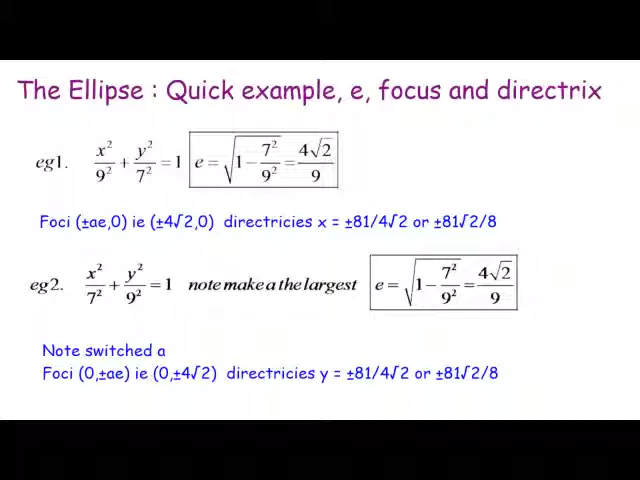 The Ellipse : Quick example, e, focus and directrix
eg1. x²/9² + y²/7² = 1 e = √(1 − 7²/9²) = 4√2/9
Foci (±ae,0) ie (±4√2,0) directricies x = ±81/4√2 or ±81√2/8
eg2. x²/7² + y²/9² = 1 note make a the largest e = √(1 − 7²/9²) = 4√2/9
Note switched a
Foci (0,±ae) ie (0,±4√2) directricies y = ±81/4√2 or ±81√2/8